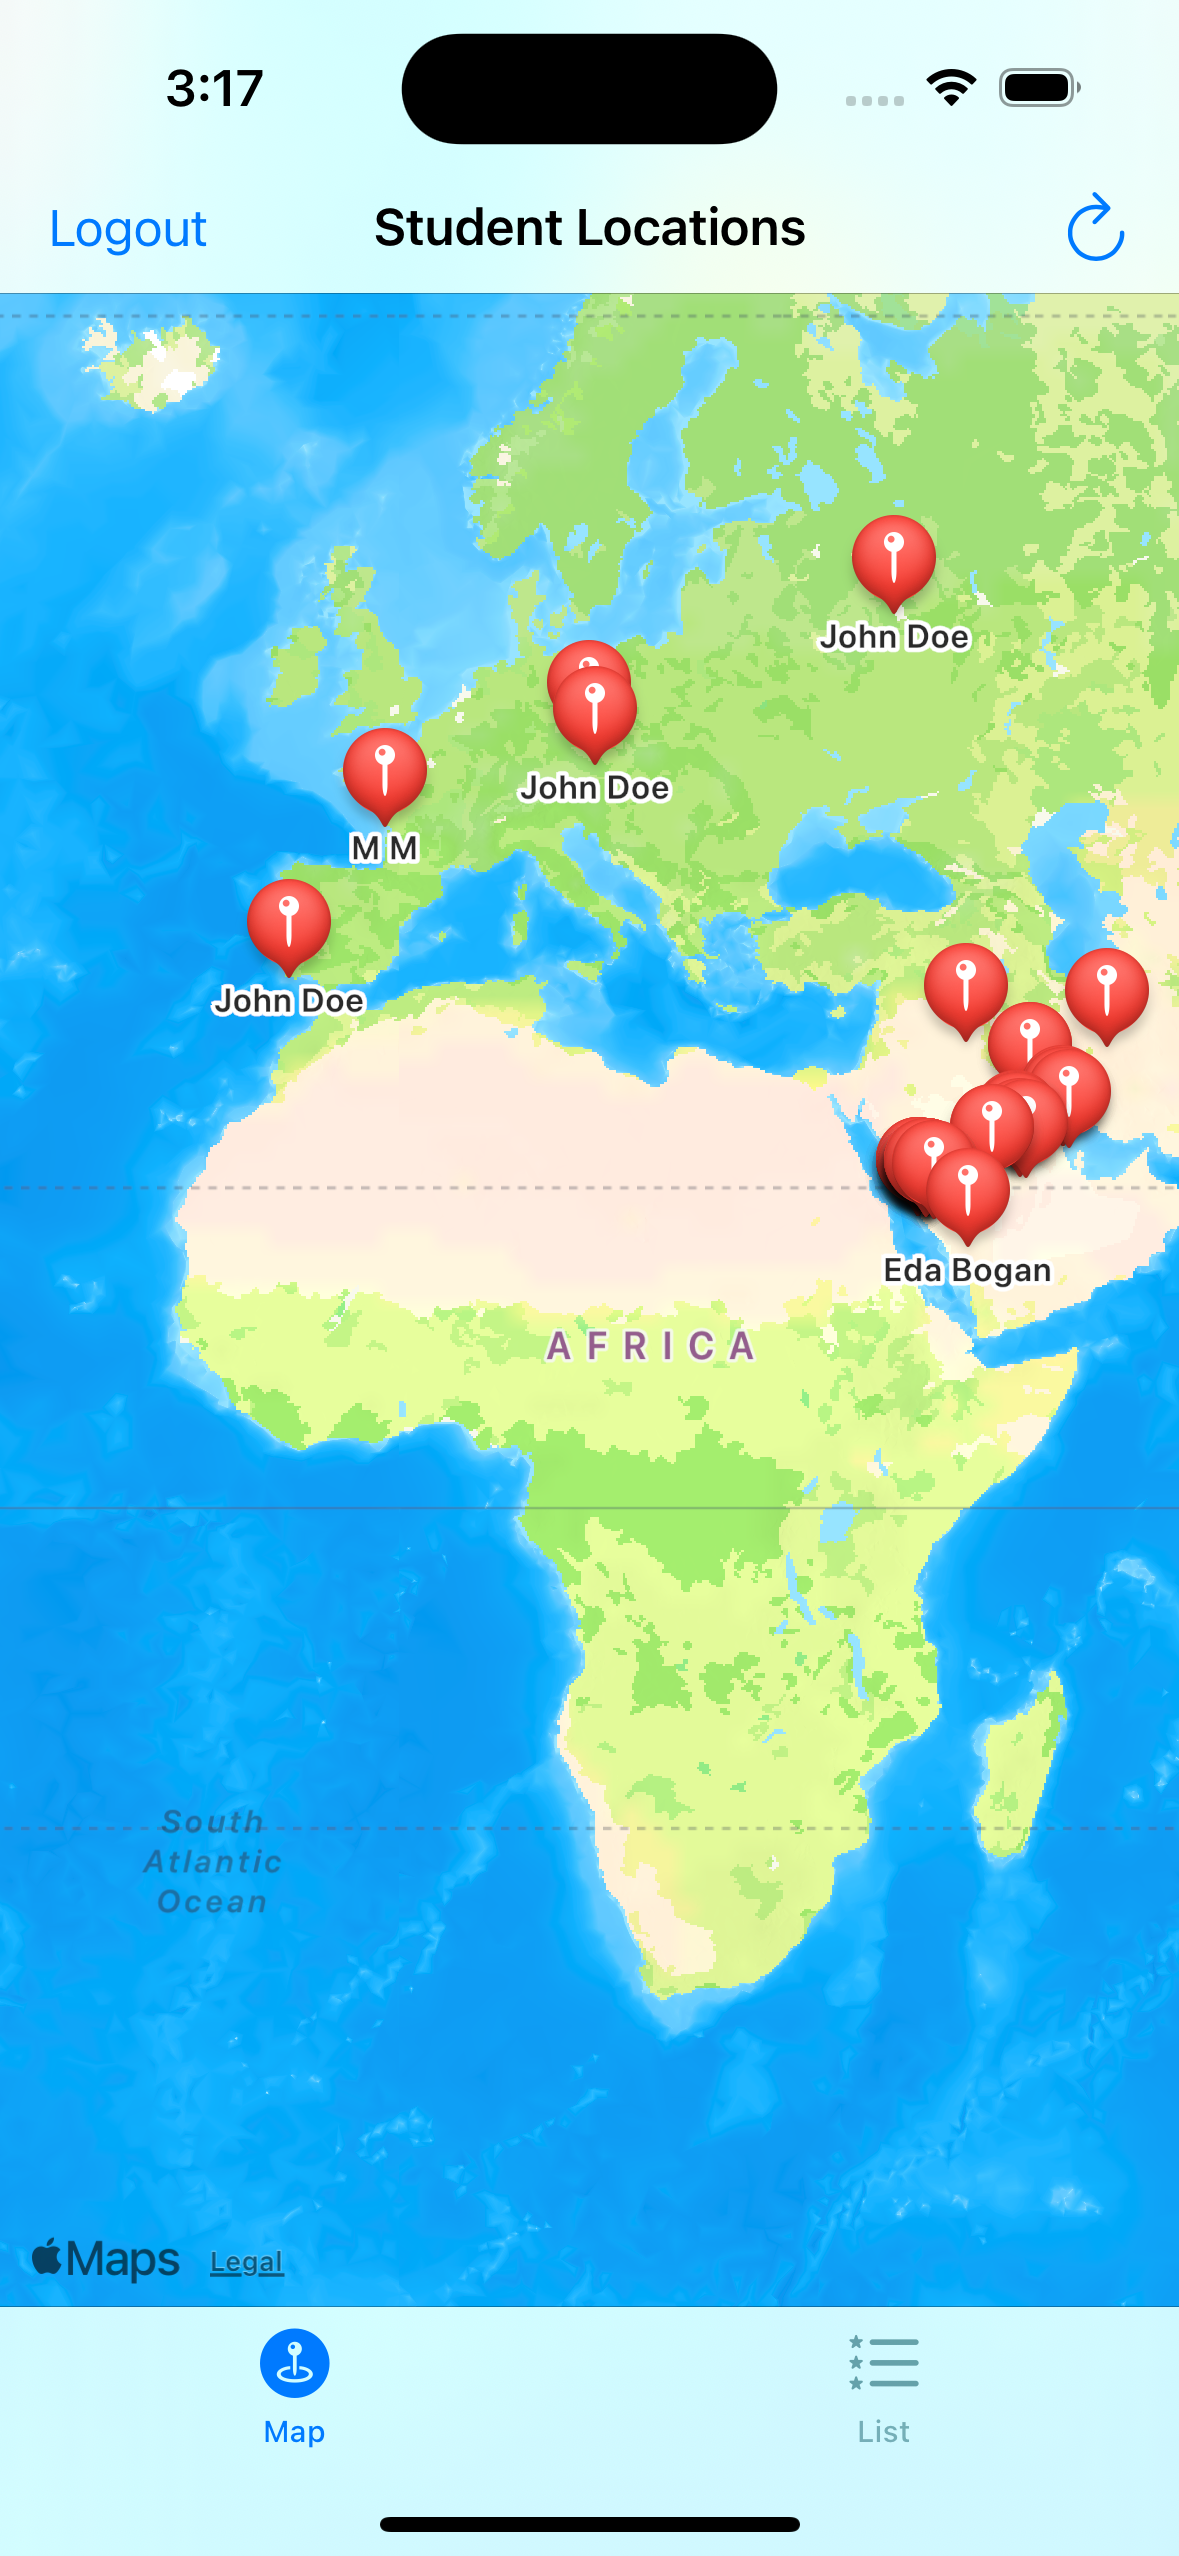 3:17
Logout
Student Locations
John Doe
John Doe
M M
John Doe
Eda Bogan
AFRICA
South
Atlantic
Ocean
Maps
Legal
Map
List